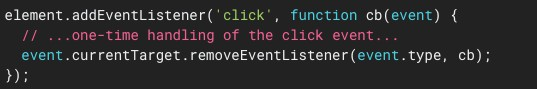 element.addEventListener('click', function cb(event) {
  // ...one-time handling of the click event...
  event.currentTarget.removeEventListener(event.type, cb);
});